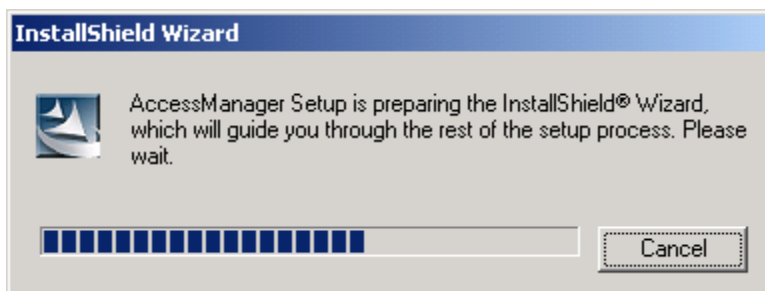 InstallShield Wizard
AccessManager Setup is preparing the InstallShield® Wizard,
which will guide you through the rest of the setup process. Please
wait.
Cancel